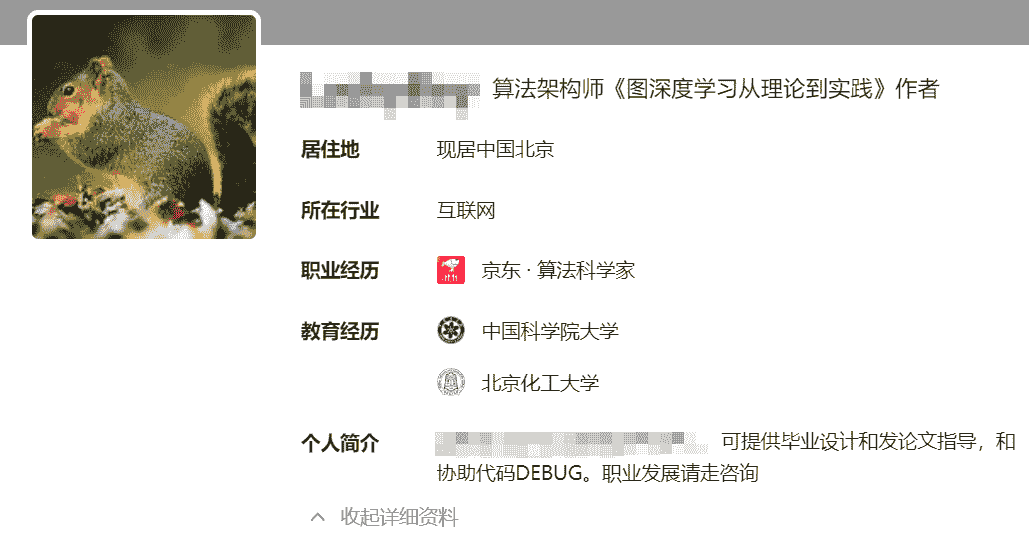 算法架构师《图深度学习从理论到实践》作者
居住地 现居中国北京
所在行业 互联网
职业经历 京东 · 算法科学家
教育经历 中国科学院大学
北京化工大学
个人简介 可提供毕业设计和发论文指导，和
协助代码DEBUG。职业发展请走咨询
收起详细资料